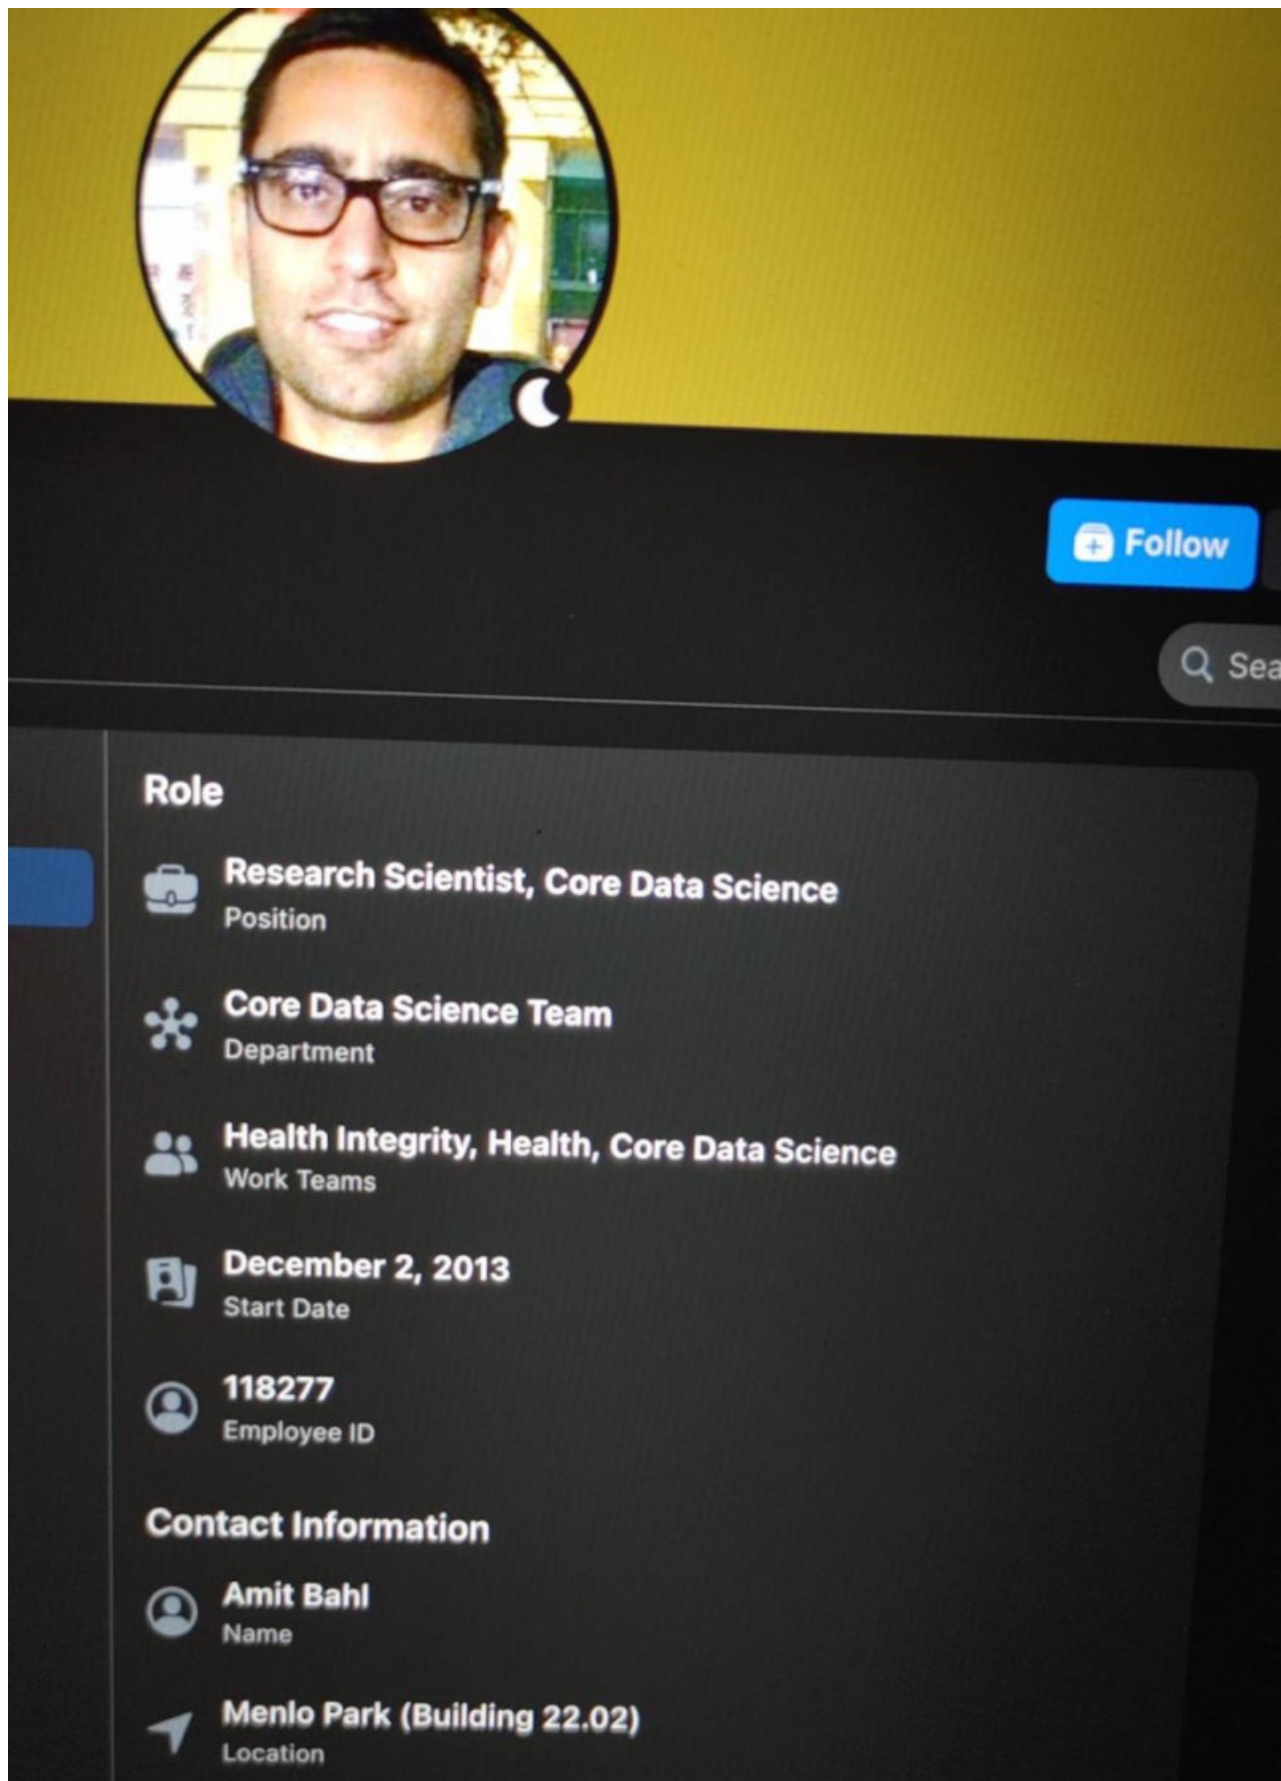 Follow
Sea
Role
Research Scientist, Core Data Science
Position
Core Data Science Team
Department
Health Integrity, Health, Core Data Science
Work Teams
December 2, 2013
Start Date
118277
Employee ID
Contact Information
Amit Bahl
Name
Menlo Park (Building 22.02)
Location